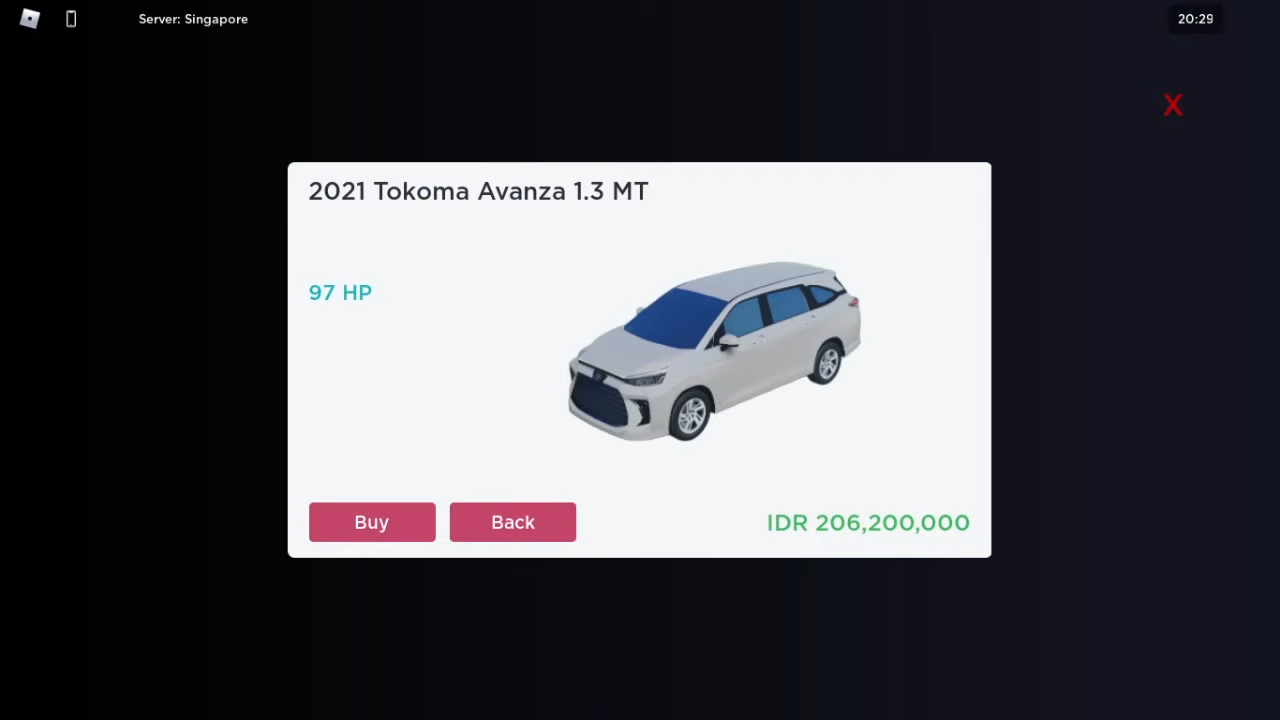 Server: Singapore
20:29
X
2021 Tokoma Avanza 1.3 MT
97 HP
Buy
Back
IDR 206,200,000